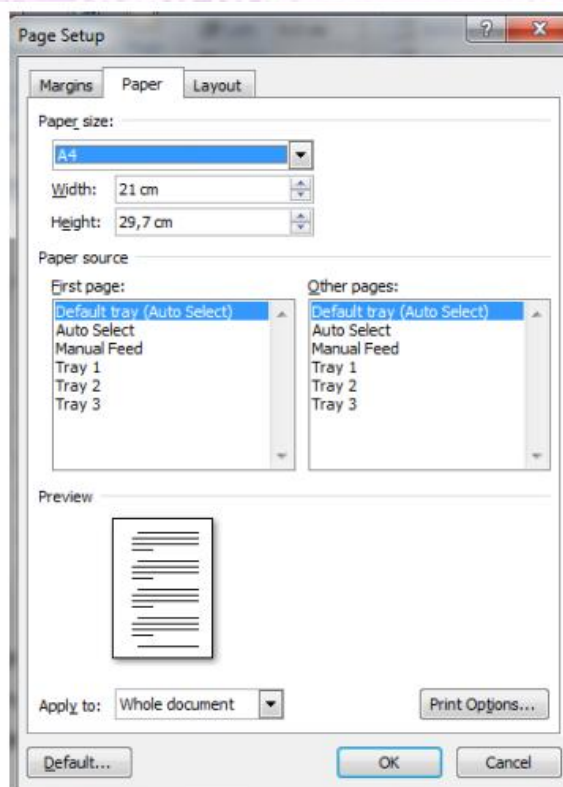 Page Setup
Margins Paper Layout
Paper size:
A4
Width: 21 cm
Height: 29,7 cm
Paper source
First page:
Default tray (Auto Select)
Auto Select
Manual Feed
Tray 1
Tray 2
Tray 3
Other pages:
Default tray (Auto Select)
Auto Select
Manual Feed
Tray 1
Tray 2
Tray 3
Preview
Apply to: Whole document Print Options...
Default... OK Cancel